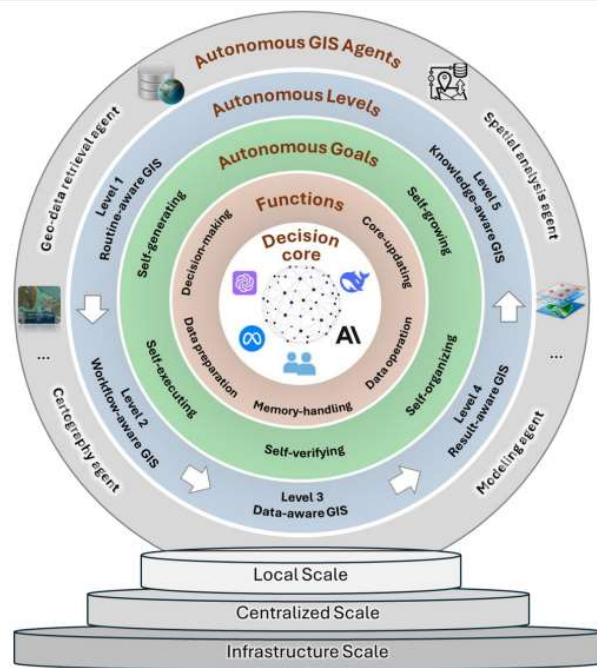 Autonomous GIS Agents
Geo-data retrieval agent
Spatial analysis agent
...
...
Cartography agent
Modeling agent
Autonomous Levels
Level 1
Routine-aware GIS
Level 2
Workflow-aware GIS
Level 3
Data-aware GIS
Level 4
Result-aware GIS
Level 5
Knowledge-aware GIS
Autonomous Goals
Self-generating
Self-executing
Self-verifying
Self-organizing
Self-growing
Functions
Decision-making
Data preparation
Memory-handling
Data operation
Core-updating
Decision
core
A\
Local Scale
Centralized Scale
Infrastructure Scale